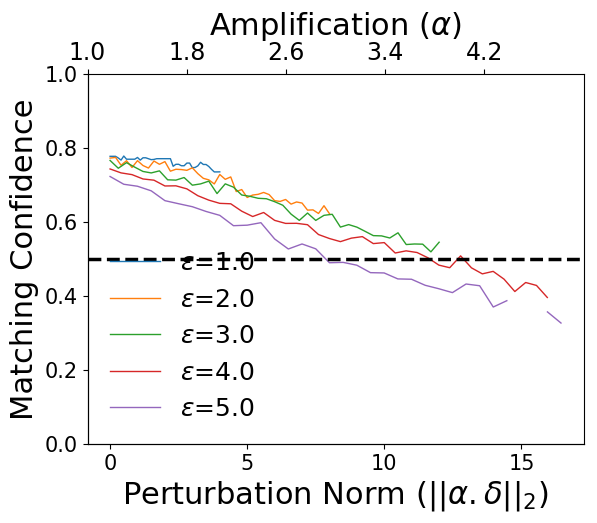 Amplification (α)
1.0 1.8 2.6 3.4 4.2
1.0
0.8
0.6
0.4
0.2
0.0
Matching Confidence
ε=1.0
ε=2.0
ε=3.0
ε=4.0
ε=5.0
0 5 10 15
Perturbation Norm (||α.δ||₂)